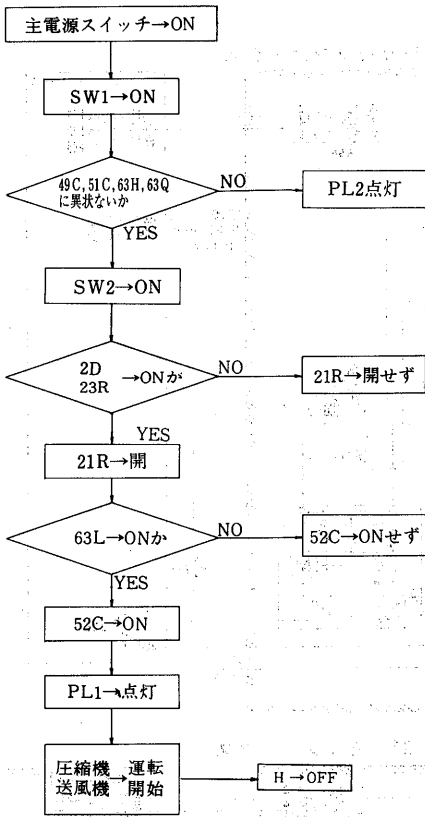 主電源スイッチ→ON
SW1→ON
49C,51C,63H,63Q
に異状ないか
NO
PL2点灯
YES
SW2→ON
2D
23R →ONか
NO
21R→開せず
YES
21R→開
63L→ONか
NO
52C→ONせず
YES
52C→ON
PL1→点灯
圧縮機→運転
送風機 開始
H→OFF